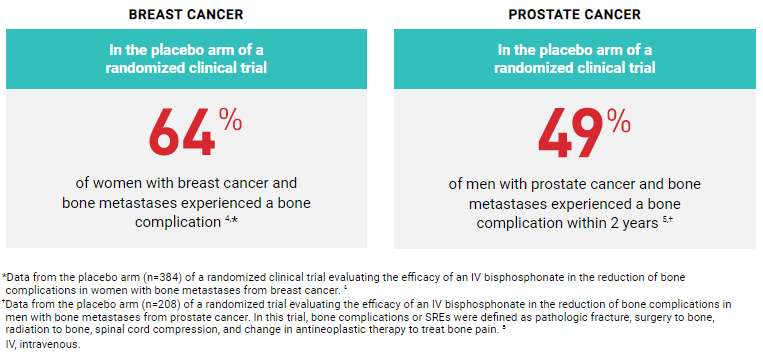 BREAST CANCER
In the placebo arm of a
randomized clinical trial
64%
of women with breast cancer and
bone metastases experienced a bone
complication ⁴,*
PROSTATE CANCER
In the placebo arm of a
randomized clinical trial
49%
of men with prostate cancer and bone
metastases experienced a bone
complication within 2 years ⁵,⁺
*Data from the placebo arm (n=384) of a randomized clinical trial evaluating the efficacy of an IV bisphosphonate in the reduction of bone
complications in women with bone metastases from breast cancer. ⁴
⁺Data from the placebo arm (n=208) of a randomized trial evaluating the efficacy of an IV bisphosphonate in the reduction of bone complications in
men with bone metastases from prostate cancer. In this trial, bone complications or SREs were defined as pathologic fracture, surgery to bone,
radiation to bone, spinal cord compression, and change in antineoplastic therapy to treat bone pain. ⁵
IV, intravenous.